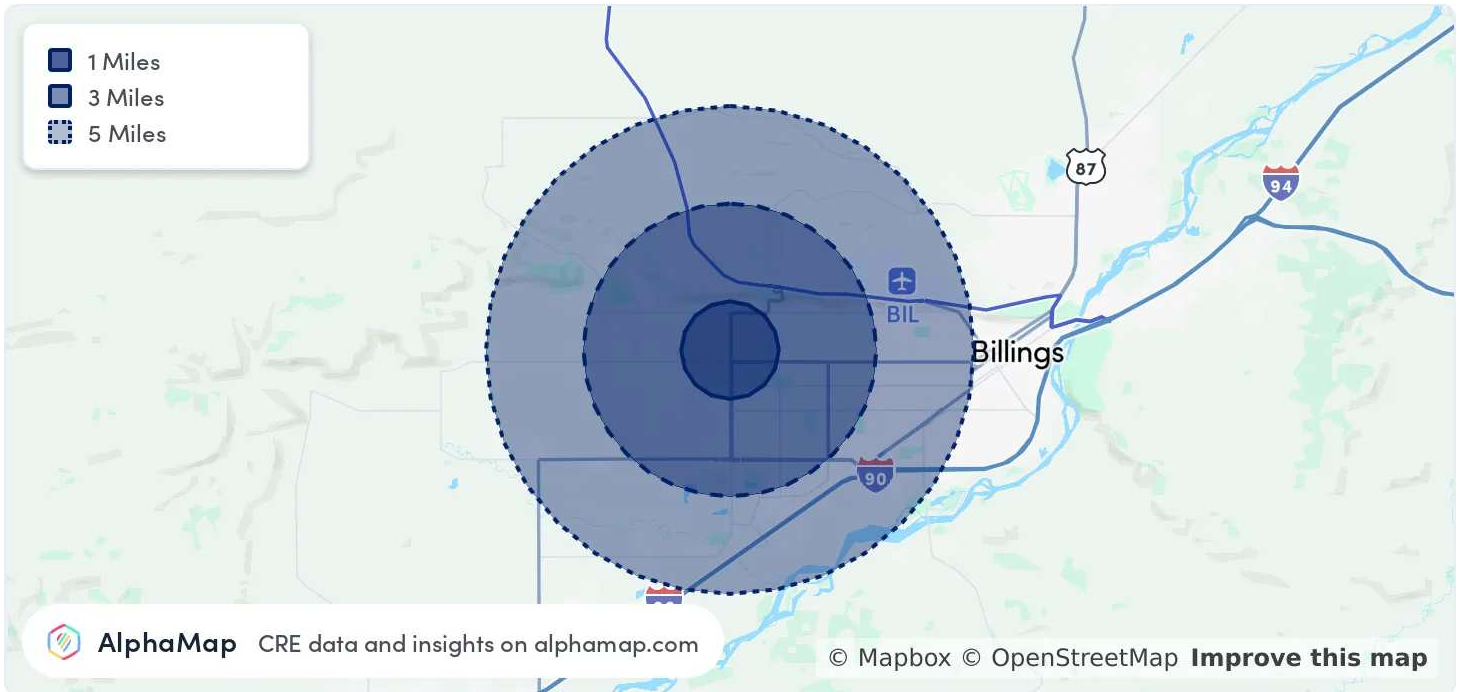 1 Miles
3 Miles
5 Miles
87
94
BIL
Billings
90
AlphaMap CRE data and insights on alphamap.com
© Mapbox © OpenStreetMap Improve this map